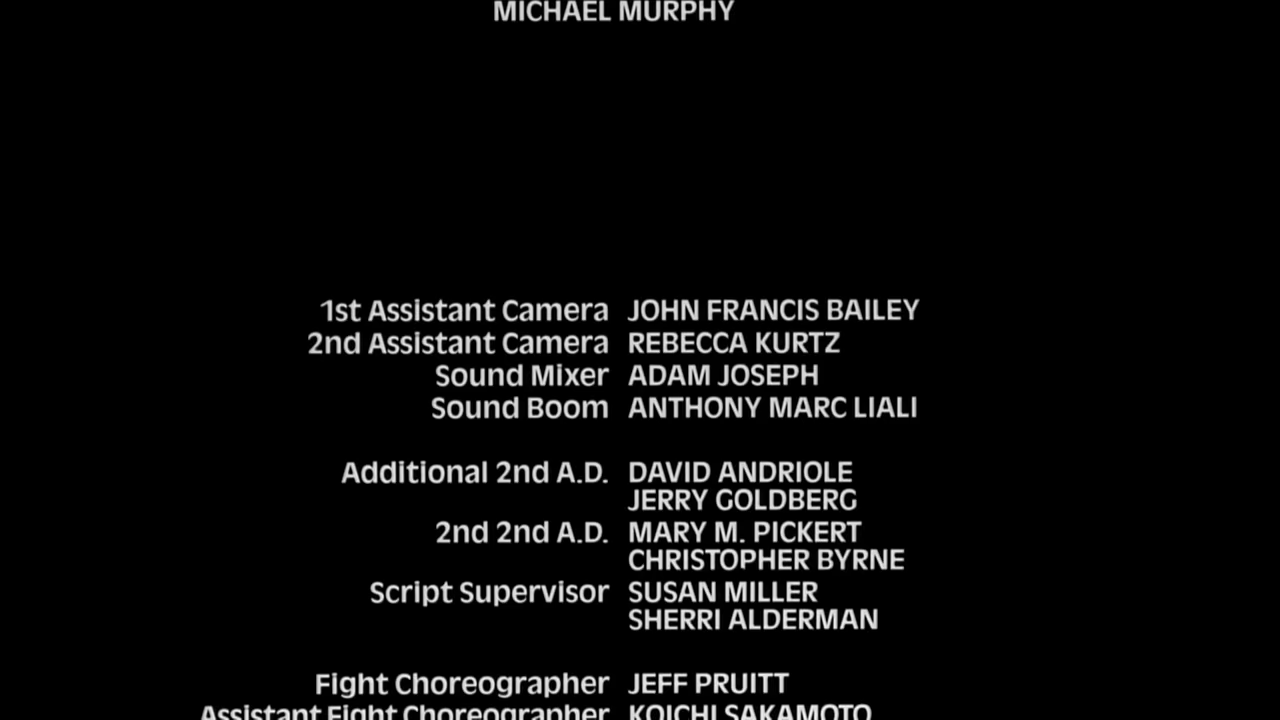 MICHAEL MURPHY
1st Assistant Camera JOHN FRANCIS BAILEY
2nd Assistant Camera REBECCA KURTZ
Sound Mixer ADAM JOSEPH
Sound Boom ANTHONY MARC LIALI
Additional 2nd A.D. DAVID ANDRIOLE
JERRY GOLDBERG
2nd 2nd A.D. MARY M. PICKERT
CHRISTOPHER BYRNE
Script Supervisor SUSAN MILLER
SHERRI ALDERMAN
Fight Choreographer JEFF PRUITT
Assistant Fight Choreographer KOICHI SAKAMOTO